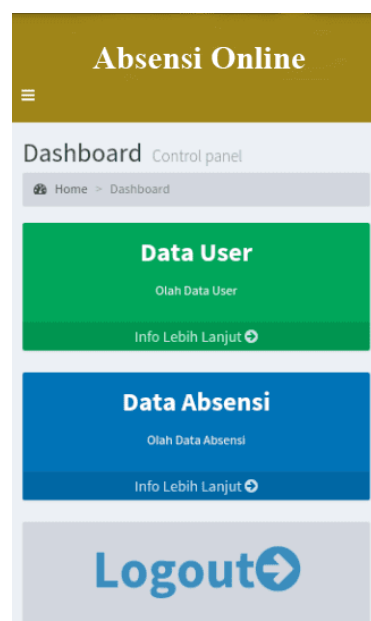 Absensi Online
Dashboard Control panel
Home > Dashboard
Data User
Olah Data User
Info Lebih Lanjut
Data Absensi
Olah Data Absensi
Info Lebih Lanjut
Logout